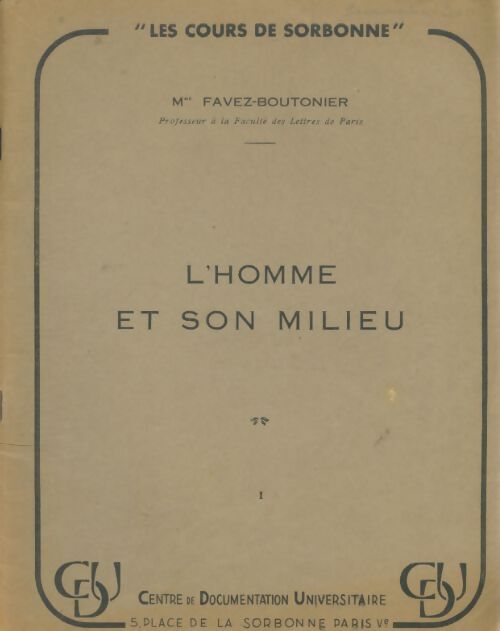 "LES COURS DE SORBONNE"
Mme FAVEZ-BOUTONIER
Professeur à la Faculté des Lettres de Paris
L'HOMME
ET SON MILIEU
I
CDU CENTRE DE DOCUMENTATION UNIVERSITAIRE CDU
5, PLACE DE LA SORBONNE PARIS Ve